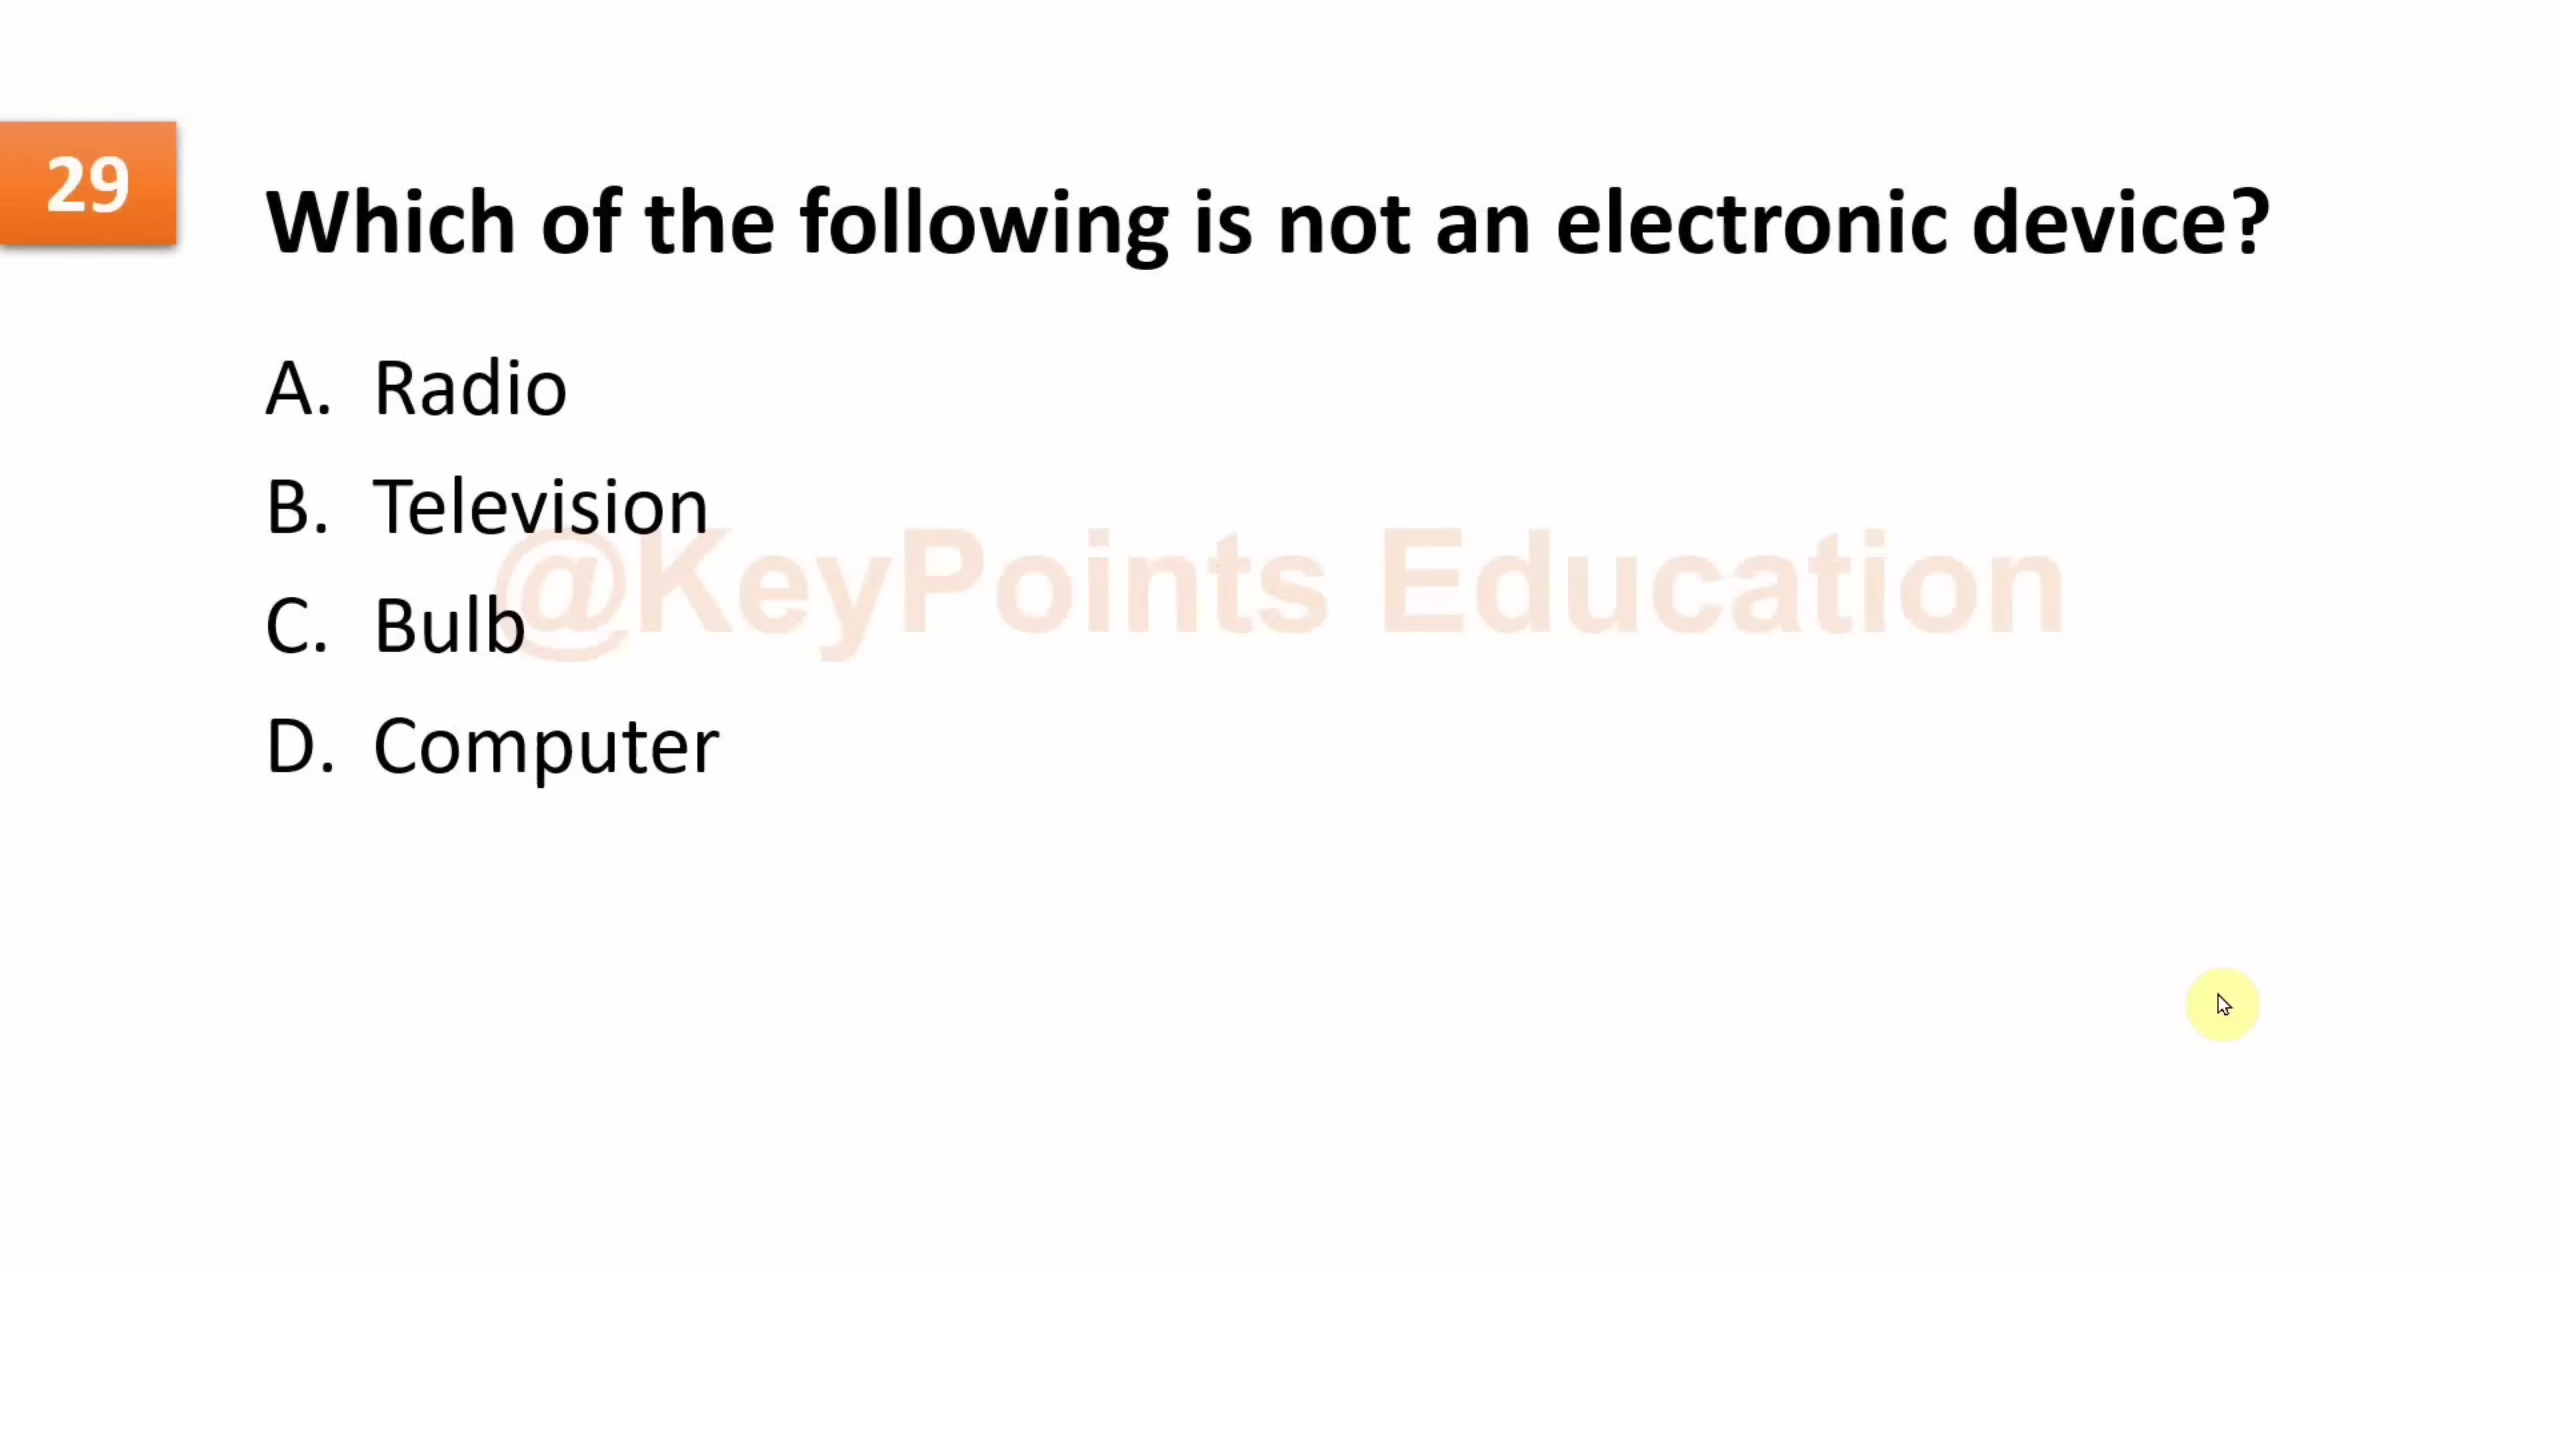 29
Which of the following is not an electronic device?
A. Radio
B. Television
@KeyPoints Education
C. Bulb
D. Computer